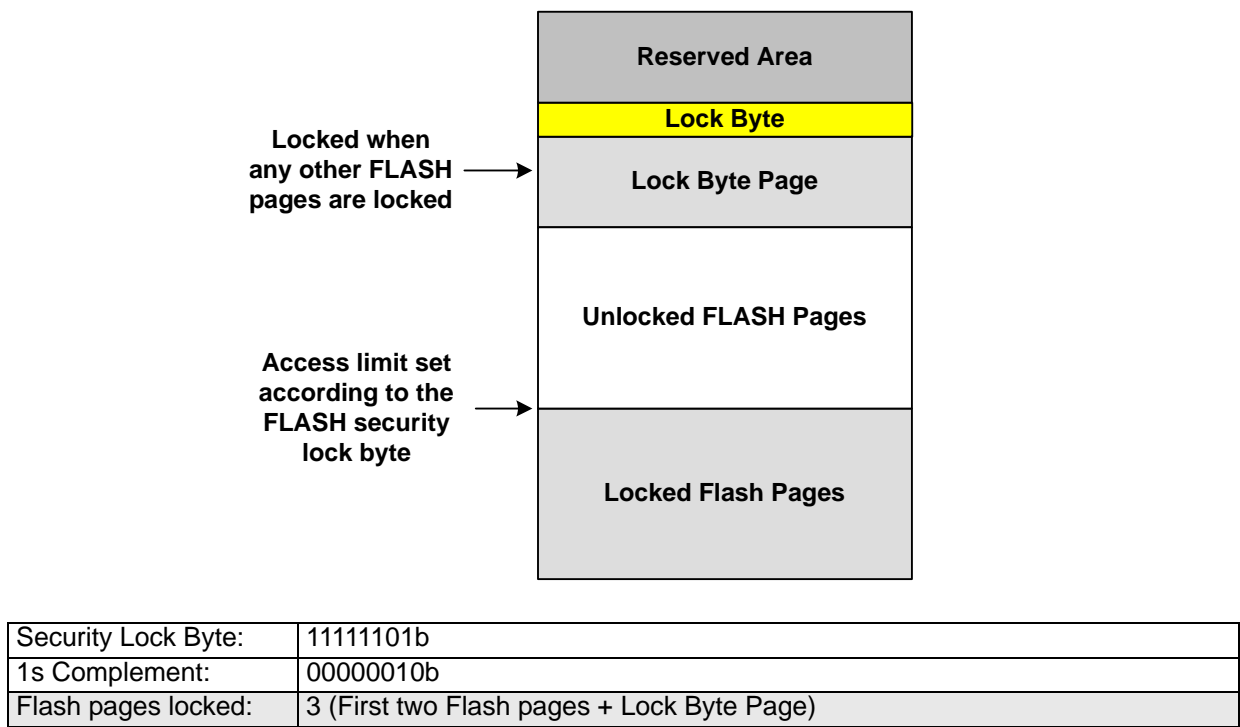 Reserved Area
Lock Byte
Locked when
any other FLASH
pages are locked
Lock Byte Page
Unlocked FLASH Pages
Access limit set
according to the
FLASH security
lock byte
Locked Flash Pages
Security Lock Byte: 11111101b
1s Complement: 00000010b
Flash pages locked: 3 (First two Flash pages + Lock Byte Page)